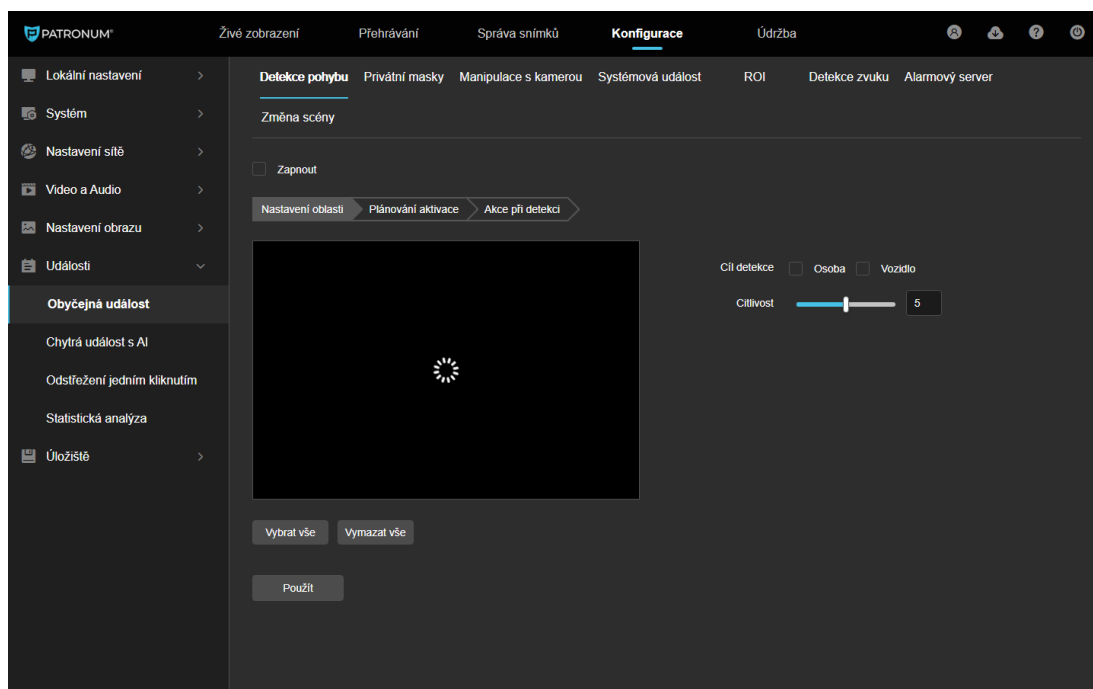 PATRONUM®
Živé zobrazení Přehrávání Správa snímků Konfigurace Údržba
Lokální nastavení
Systém
Nastavení sítě
Video a Audio
Nastavení obrazu
Události
Obyčejná událost
Chytrá událost s AI
Odstřežení jedním kliknutím
Statistická analýza
Úložiště
Detekce pohybu Privátní masky Manipulace s kamerou Systémová událost ROI Detekce zvuku Alarmový server
Změna scény
Zapnout
Nastavení oblasti Plánování aktivace Akce při detekci
Cíl detekce Osoba Vozidlo
Citlivost 5
Vybrat vše Vymazat vše
Použít